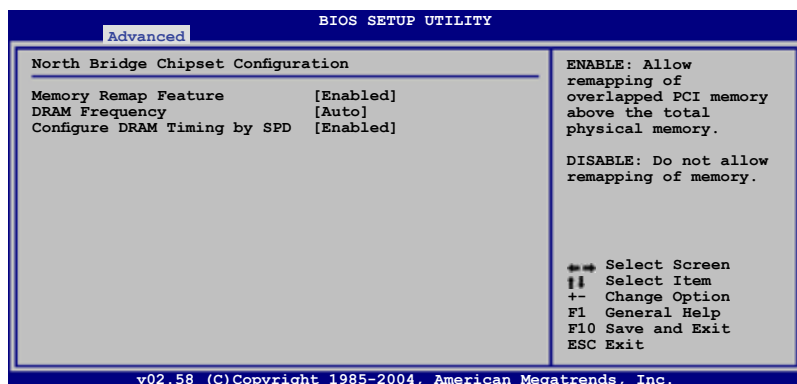 BIOS SETUP UTILITY
Advanced
North Bridge Chipset Configuration
Memory Remap Feature [Enabled]
DRAM Frequency [Auto]
Configure DRAM Timing by SPD [Enabled]
ENABLE: Allow
remapping of
overlapped PCI memory
above the total
physical memory.
DISABLE: Do not allow
remapping of memory.
←→ Select Screen
↑↓ Select Item
+- Change Option
F1 General Help
F10 Save and Exit
ESC Exit
v02.58 (C)Copyright 1985-2004, American Megatrends, Inc.